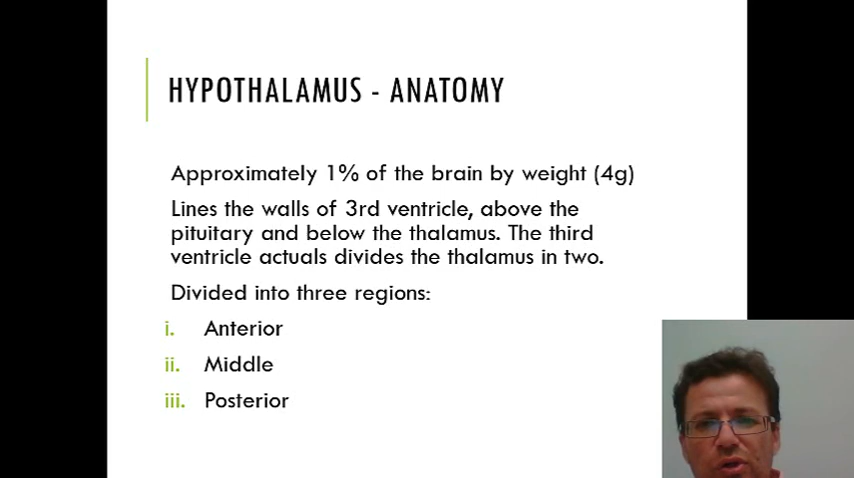 HYPOTHALAMUS - ANATOMY
Approximately 1% of the brain by weight (4g)
Lines the walls of 3rd ventricle, above the
pituitary and below the thalamus. The third
ventricle actuals divides the thalamus in two.
Divided into three regions:
i. Anterior
ii. Middle
iii. Posterior